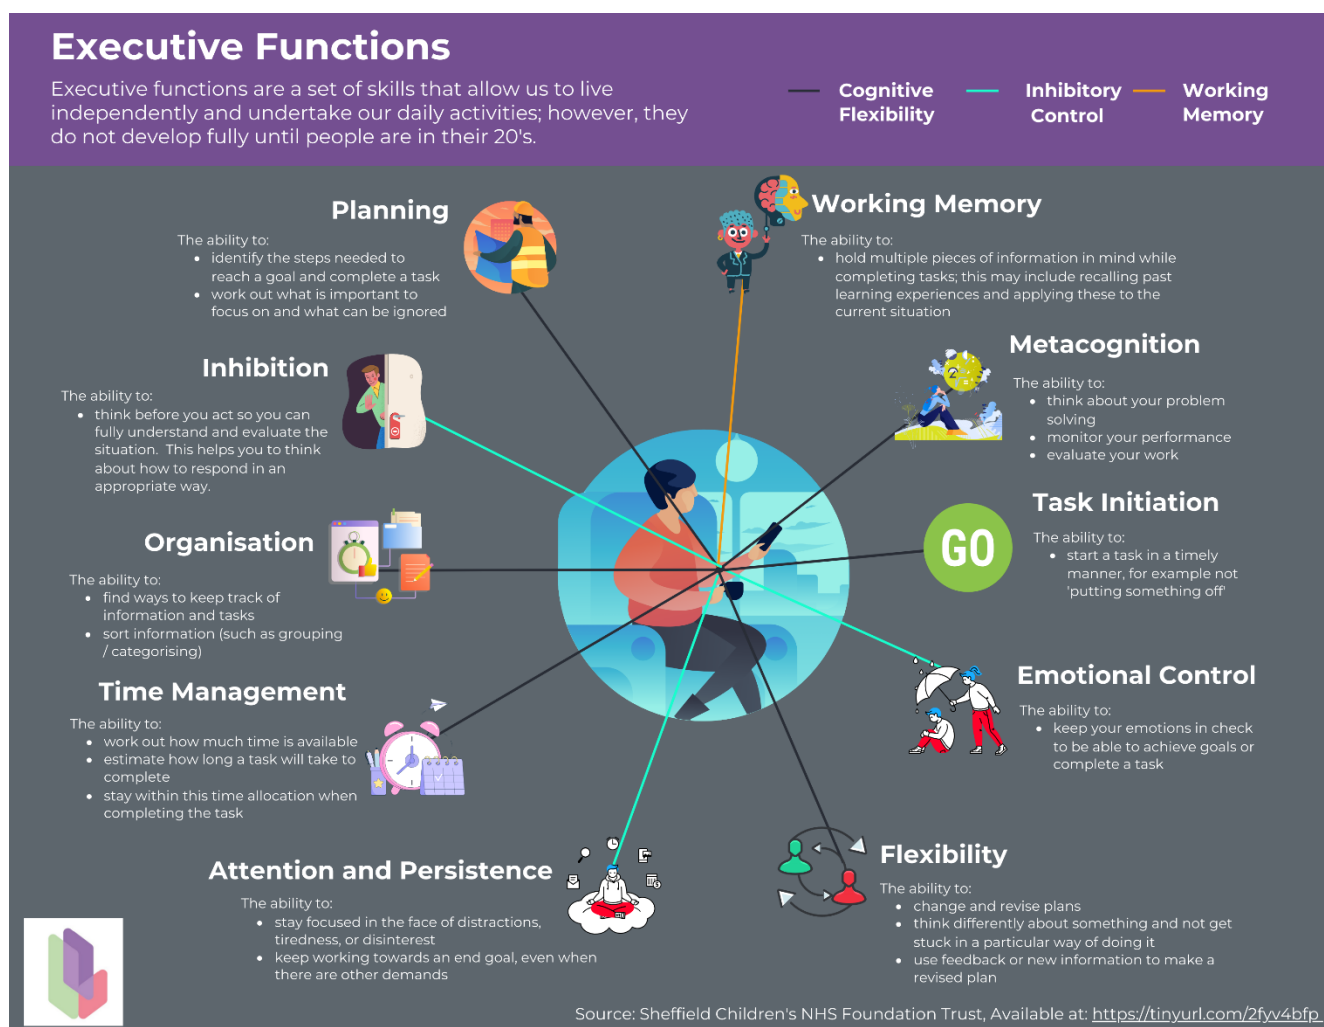 Executive Functions
Executive functions are a set of skills that allow us to live
independently and undertake our daily activities; however, they
do not develop fully until people are in their 20's.
Cognitive
Flexibility
Inhibitory
Control
Working
Memory
Planning
The ability to:
• identify the steps needed to
reach a goal and complete a task
• work out what is important to
focus on and what can be ignored
Working Memory
The ability to:
• hold multiple pieces of information in mind while
completing tasks; this may include recalling past
learning experiences and applying these to the
current situation
Inhibition
The ability to:
• think before you act so you can
fully understand and evaluate the
situation.  This helps you to think
about how to respond in an
appropriate way.
Metacognition
The ability to:
• think about your problem
solving
• monitor your performance
• evaluate your work
Organisation
The ability to:
• find ways to keep track of
information and tasks
• sort information (such as grouping
/ categorising)
GO
Task Initiation
The ability to:
• start a task in a timely
manner, for example not
'putting something off'
Time Management
The ability to:
• work out how much time is available
• estimate how long a task will take to
complete
• stay within this time allocation when
completing the task
Emotional Control
The ability to:
• keep your emotions in check
to be able to achieve goals or
complete a task
Attention and Persistence
The ability to:
• stay focused in the face of distractions,
tiredness, or disinterest
• keep working towards an end goal, even when
there are other demands
Flexibility
The ability to:
• change and revise plans
• think differently about something and not get
stuck in a particular way of doing it
• use feedback or new information to make a
revised plan
Source: Sheffield Children's NHS Foundation Trust, Available at: https://tinyurl.com/2fyv4bfp